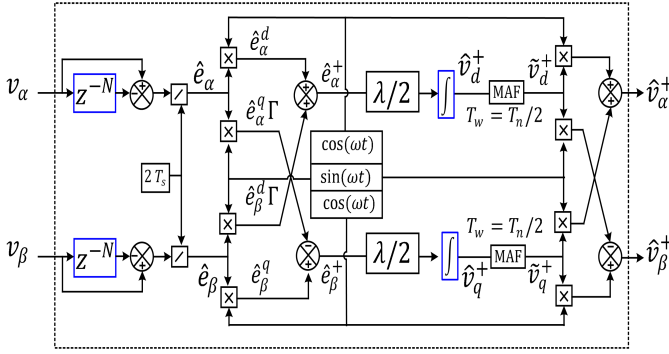 v_α z^{-N} ê_α ê_α^d ê_α^+ λ/2 ∫ v̂_d^+ MAF ṽ_d^+ v̂_α^+
T_w = T_n/2
ê_α^q Γ
cos(ωt)
2 T_s sin(ωt)
ê_β^d Γ cos(ωt)
T_w = T_n/2
v_β z^{-N} ê_β ê_β^q ê_β^+ λ/2 ∫ v̂_q^+ MAF ṽ_q^+ v̂_β^+